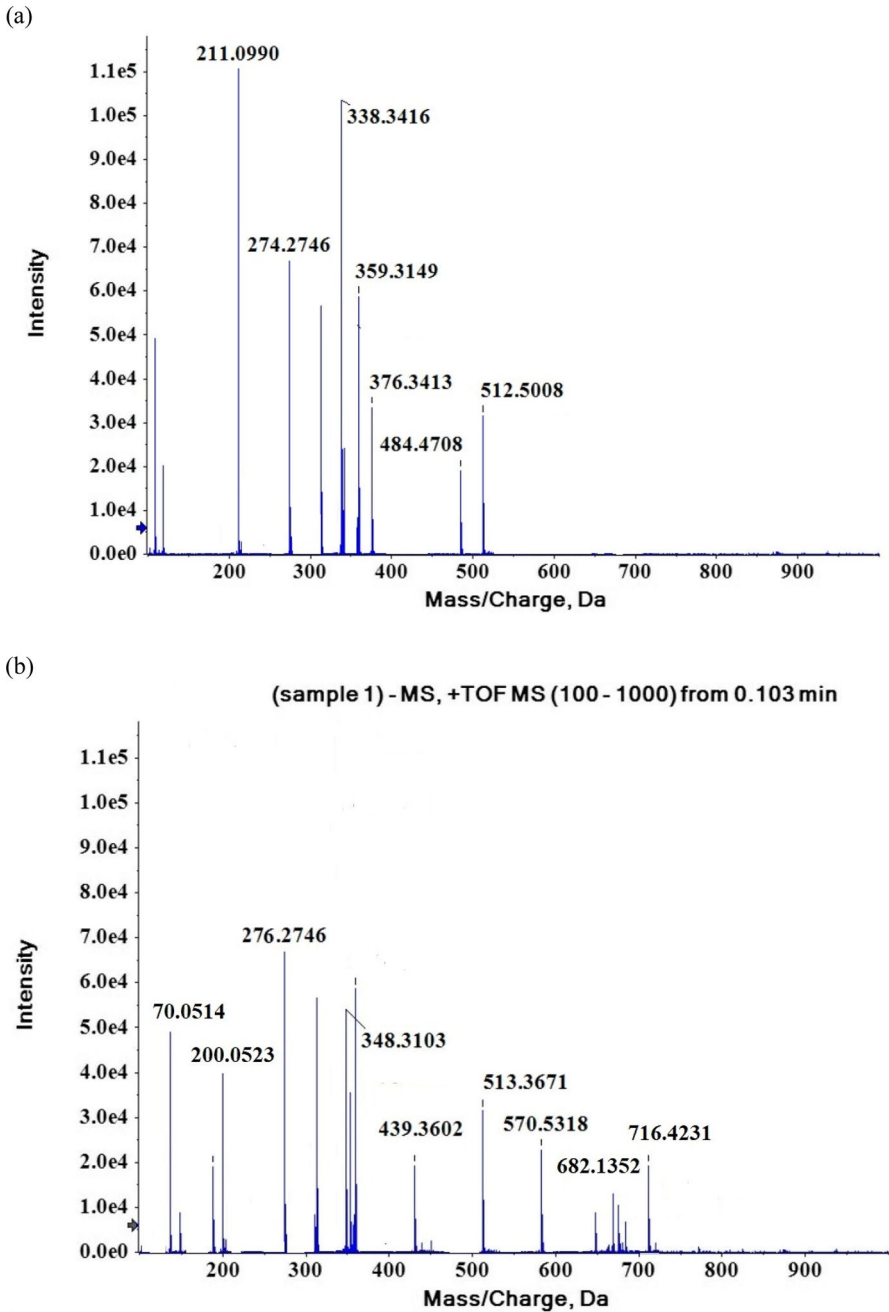 (a)
211.0990
338.3416
274.2746
359.3149
376.3413
512.5008
484.4708
1.1e5
1.0e5
9.0e4
8.0e4
7.0e4
6.0e4
5.0e4
4.0e4
3.0e4
2.0e4
1.0e4
0.0e0
Intensity
200 300 400 500 600 700 800 900
Mass/Charge, Da
(b)
(sample 1) - MS, +TOF MS (100 - 1000) from 0.103 min
1.1e5
1.0e5
9.0e4
8.0e4
7.0e4
6.0e4
5.0e4
4.0e4
3.0e4
2.0e4
1.0e4
0.0e0
Intensity
276.2746
70.0514
348.3103
200.0523
513.3671
439.3602
570.5318
716.4231
682.1352
200 300 400 500 600 700 800 900
Mass/Charge, Da